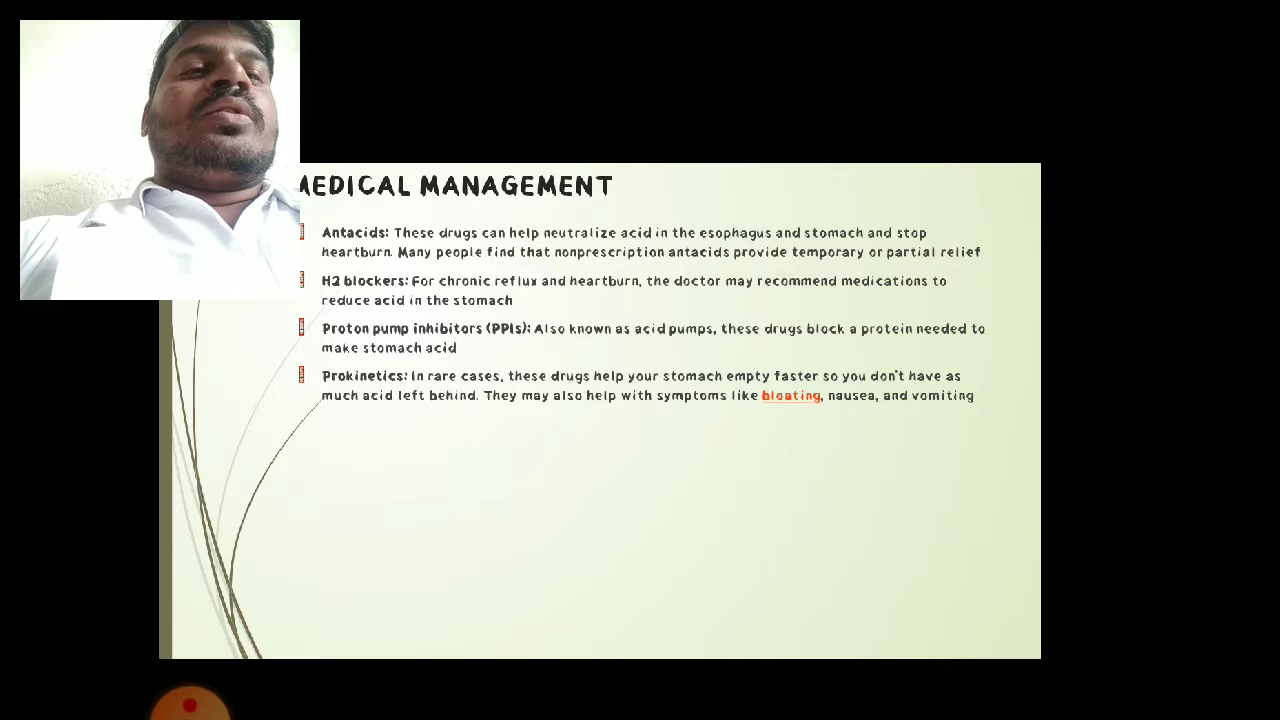 MEDICAL MANAGEMENT
Antacids: These drugs can help neutralize acid in the esophagus and stomach and stop
heartburn. Many people find that nonprescription antacids provide temporary or partial relief
H2 blockers: For chronic reflux and heartburn, the doctor may recommend medications to
reduce acid in the stomach
Proton pump inhibitors (PPIs): Also known as acid pumps, these drugs block a protein needed to
make stomach acid
Prokinetics: In rare cases, these drugs help your stomach empty faster so you don't have as
much acid left behind. They may also help with symptoms like bloating, nausea, and vomiting